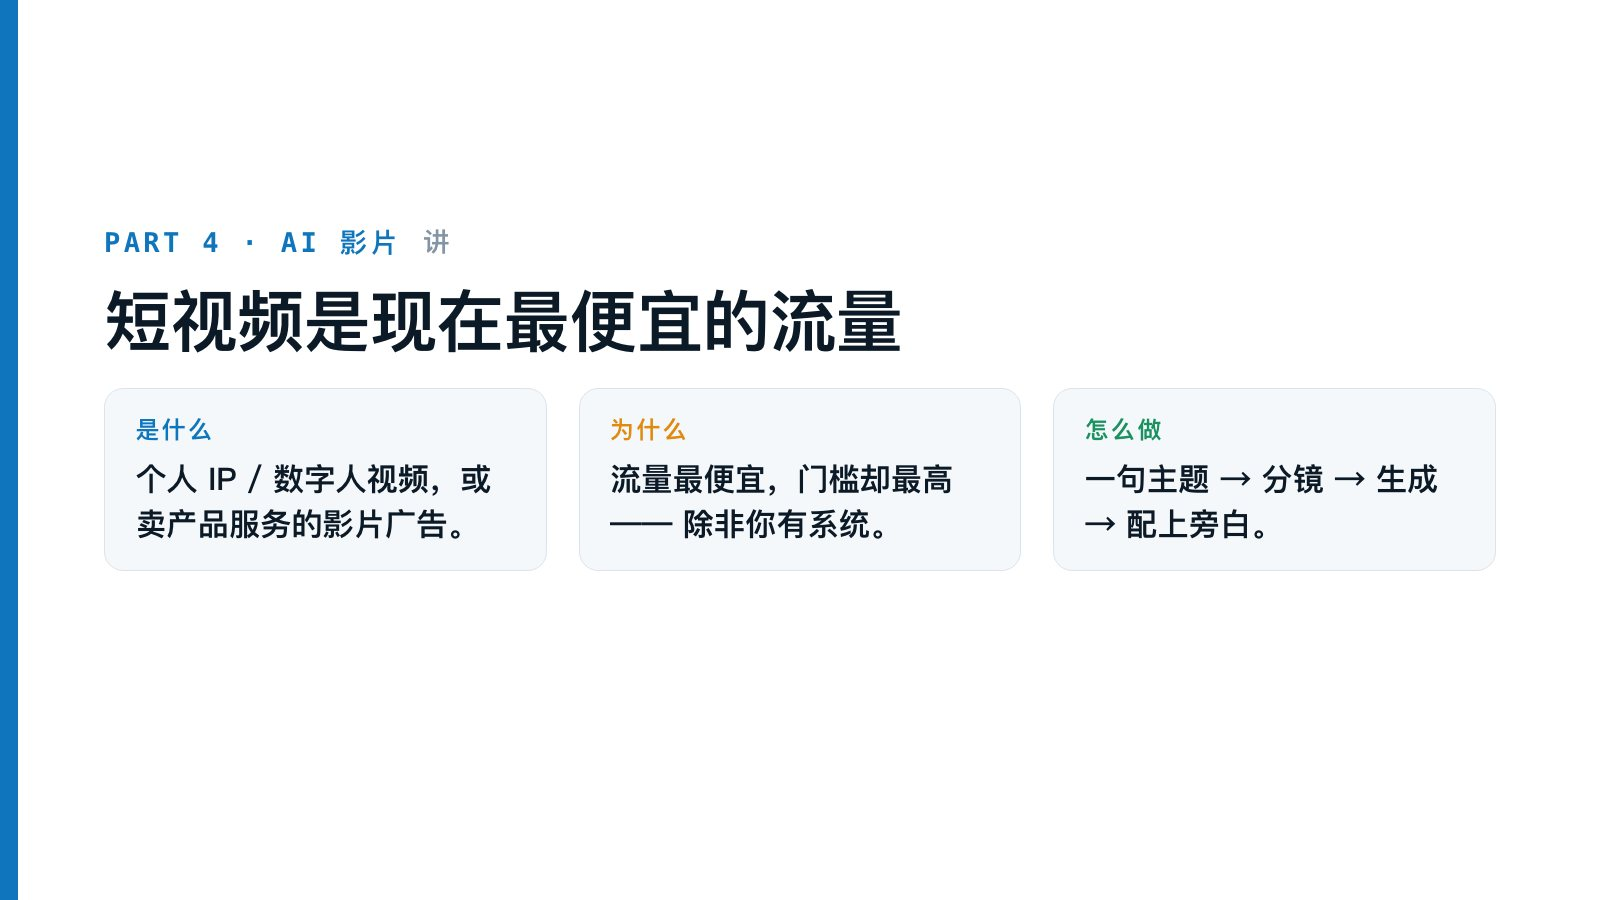 PART 4 · AI 影片 讲
短视频是现在最便宜的流量
是什么
个人 IP / 数字人视频，或
卖产品服务的影片广告。
为什么
流量最便宜，门槛却最高
—— 除非你有系统。
怎么做
一句主题 → 分镜 → 生成
→ 配上旁白。